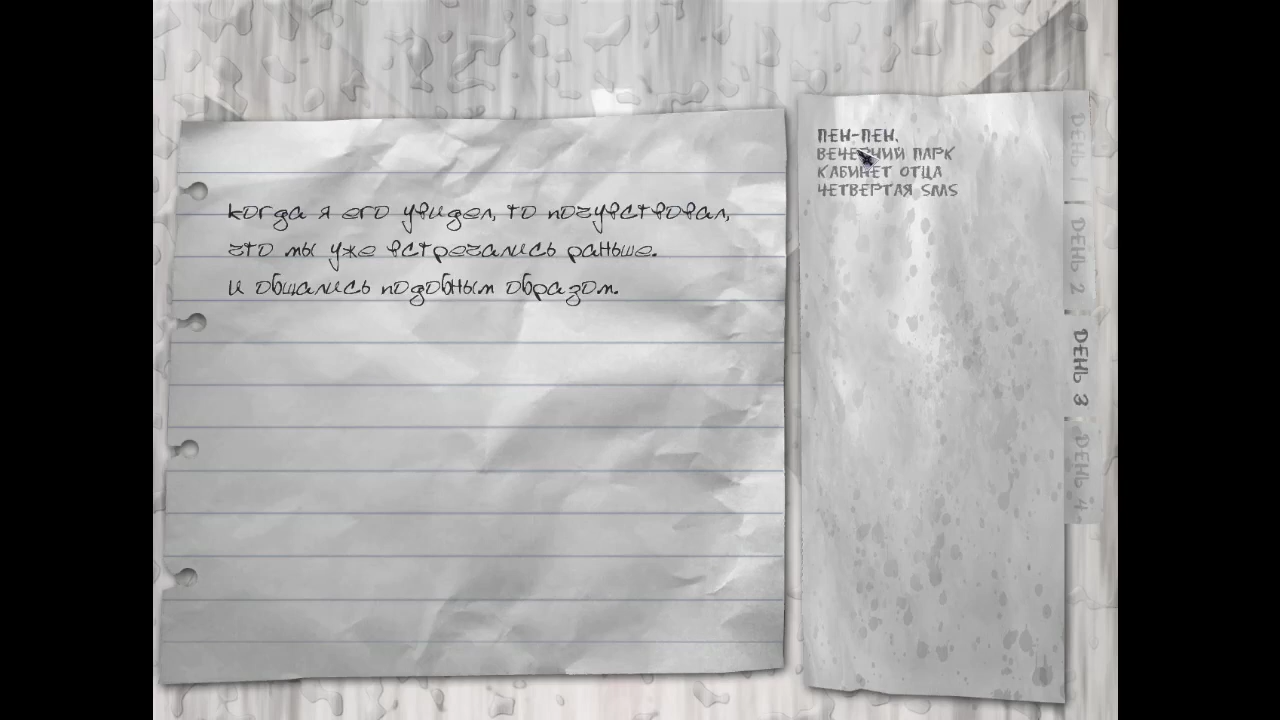 когда я его увидел, то почувствовал,
что мы уже встречались раньше.
и общались подобным образом.
ПЕН-ПЕН.
ВЕЧЕРНИЙ ПАРК
КАБИНЕТ ОТЦА
ЧЕТВЕРТАЯ SMS
ДЕНЬ 1
ДЕНЬ 2
ДЕНЬ 3
ДЕНЬ 4